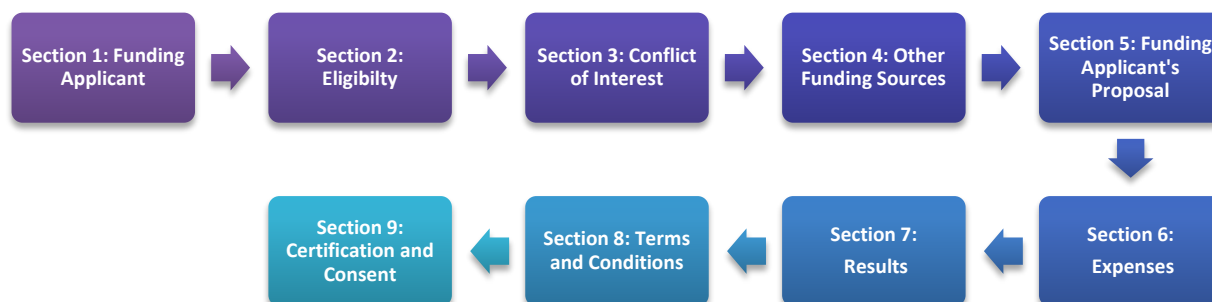 Section 1: Funding
Applicant
Section 2:
Eligibilty
Section 3: Conflict
of Interest
Section 4: Other
Funding Sources
Section 5: Funding
Applicant's
Proposal
Section 6:
Expenses
Section 7:
Results
Section 8: Terms
and Conditions
Section 9:
Certification and
Consent